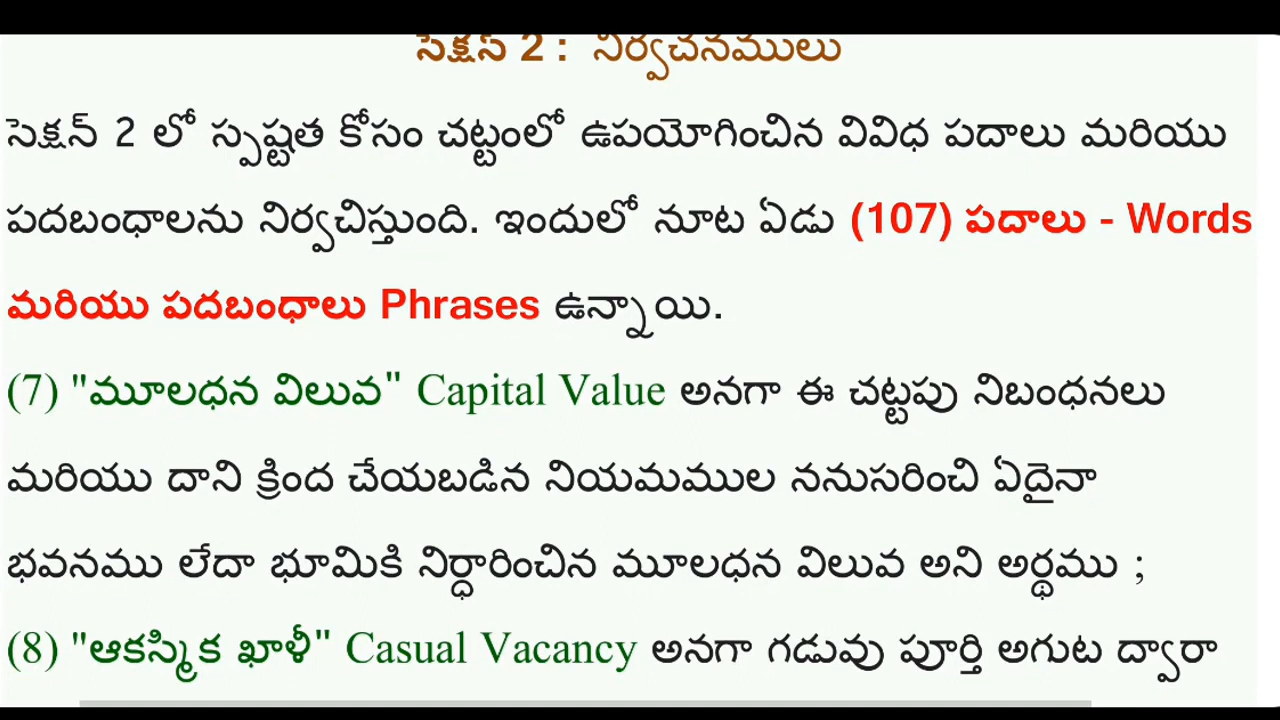 సెక్షన్ 2 : నిర్వచనములు
సెక్షన్ 2 లో స్పష్టత కోసం చట్టంలో ఉపయోగించిన వివిధ పదాలు మరియు
పదబంధాలను నిర్వచిస్తుంది. ఇందులో నూట ఏడు (107) పదాలు - Words
మరియు పదబంధాలు Phrases ఉన్నాయి.
(7) "మూలధన విలువ" Capital Value అనగా ఈ చట్టపు నిబంధనలు
మరియు దాని క్రింద చేయబడిన నియమముల ననుసరించి ఏదైనా
భవనము లేదా భూమికి నిర్ధారించిన మూలధన విలువ అని అర్థము ;
(8) "ఆకస్మిక ఖాళీ" Casual Vacancy అనగా గడువు పూర్తి అగుట ద్వారా